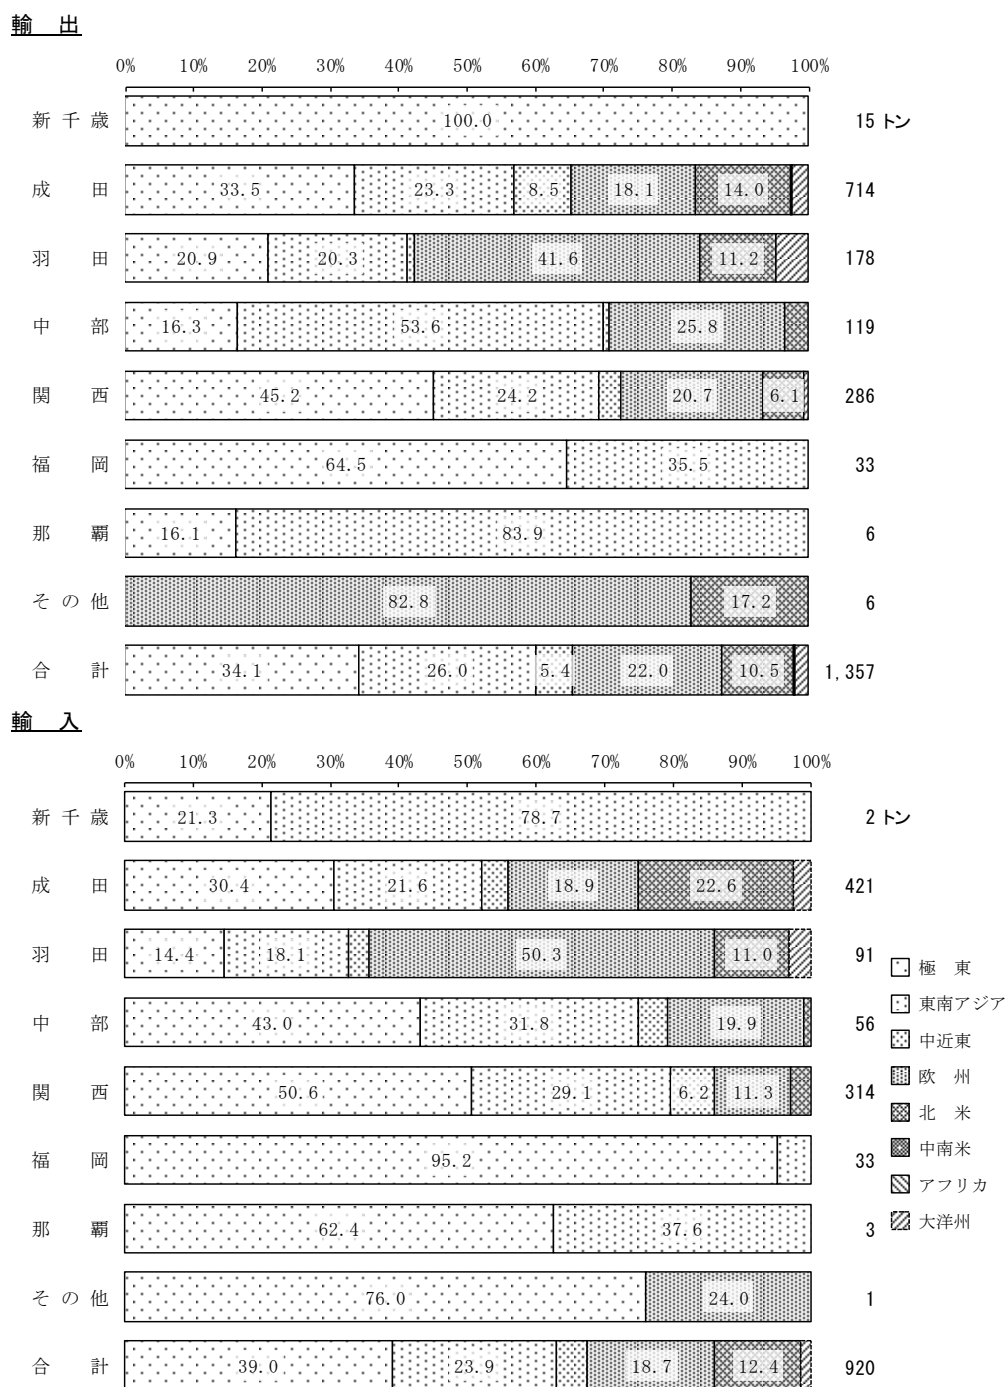 輸 出
0% 10% 20% 30% 40% 50% 60% 70% 80% 90% 100%
新千歳 100.0 15 トン
成 田 33.5 23.3 8.5 18.1 14.0 714
羽 田 20.9 20.3 41.6 11.2 178
中 部 16.3 53.6 25.8 119
関 西 45.2 24.2 20.7 6.1 286
福 岡 64.5 35.5 33
那 覇 16.1 83.9 6
その他 82.8 17.2 6
合 計 34.1 26.0 5.4 22.0 10.5 1,357
輸 入
0% 10% 20% 30% 40% 50% 60% 70% 80% 90% 100%
新千歳 21.3 78.7 2 トン
成 田 30.4 21.6 18.9 22.6 421
羽 田 14.4 18.1 50.3 11.0 91
中 部 43.0 31.8 19.9 56
関 西 50.6 29.1 6.2 11.3 314
福 岡 95.2 33
那 覇 62.4 37.6 3
その他 76.0 24.0 1
合 計 39.0 23.9 18.7 12.4 920
極 東
東南アジア
中近東
欧 州
北 米
中南米
アフリカ
大洋州